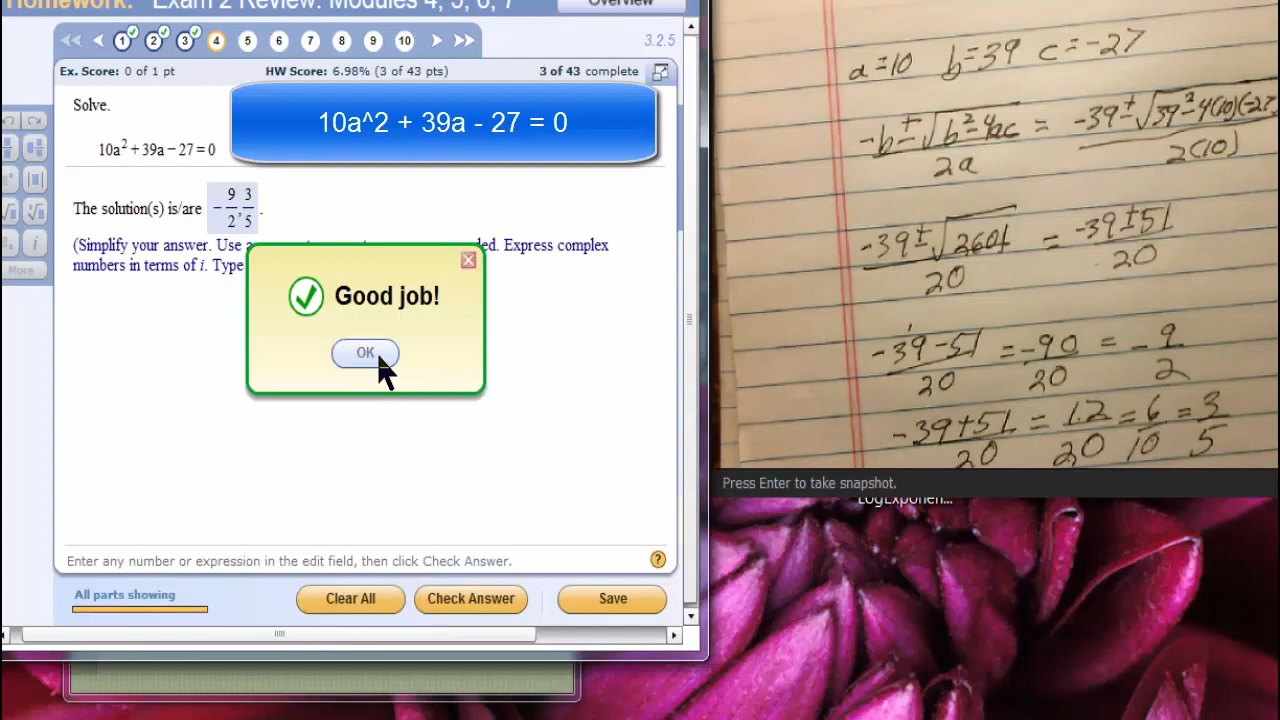 Homework: Exam 2 Review: Modules 4, 5, 6, 7
Overview
1 2 3 4 5 6 7 8 9 10
3.2.5
Ex. Score: 0 of 1 pt
HW Score: 6.98% (3 of 43 pts)
3 of 43 complete
Solve.
10a^2 + 39a - 27 = 0
10a² + 39a − 27 = 0
The solution(s) is/are −9/2, 3/5.
(Simplify your answer. Use a ded. Express complex
numbers in terms of i. Type
Good job!
OK
More
Enter any number or expression in the edit field, then click Check Answer.
?
All parts showing
Clear All
Check Answer
Save
a = 10 b = 39 c = -27
-b ± √b² - 4ac / 2a = -39 ± √39² - 4(10)(-27 / 2(10)
-39 ± √2601 / 20 = -39 ± 51 / 20
-39 - 51 / 20 = -90 / 20 = -9 / 2
-39 + 51 / 20 = 12 / 20 = 6 / 10 = 3 / 5
Press Enter to take snapshot.
LogExponen...